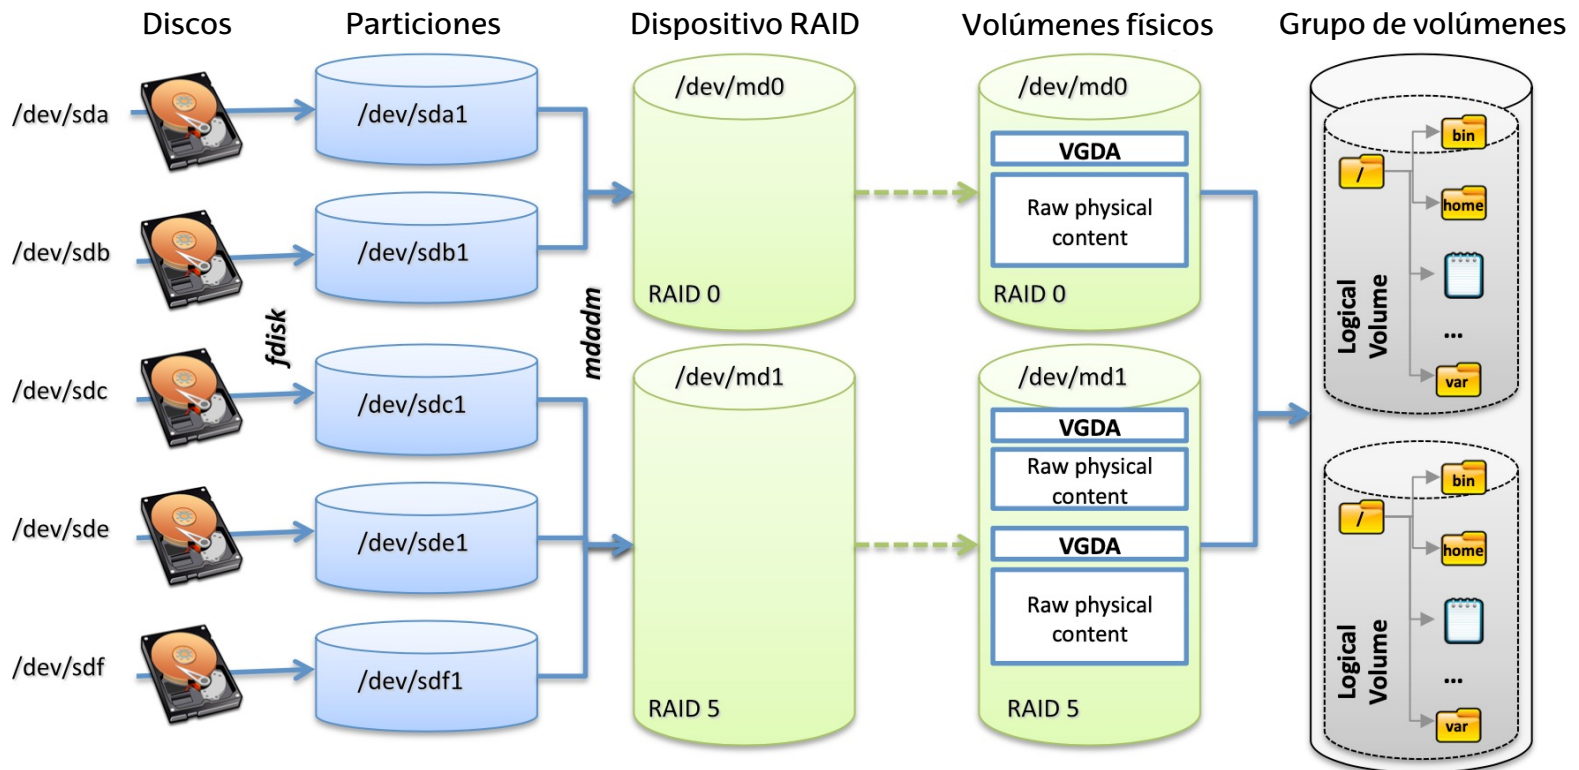 Discos
Particiones
Dispositivo RAID
Volúmenes físicos
Grupo de volúmenes
/dev/sda
/dev/sdb
/dev/sdc
/dev/sde
/dev/sdf
fdisk
/dev/sda1
/dev/sdb1
/dev/sdc1
/dev/sde1
/dev/sdf1
mdadm
/dev/md0
RAID 0
/dev/md1
RAID 5
/dev/md0
VGDA
Raw physical
content
RAID 0
/dev/md1
VGDA
Raw physical
content
VGDA
Raw physical
content
RAID 5
bin
/
home
...
var
Logical
Volume
bin
/
home
...
var
Logical
Volume